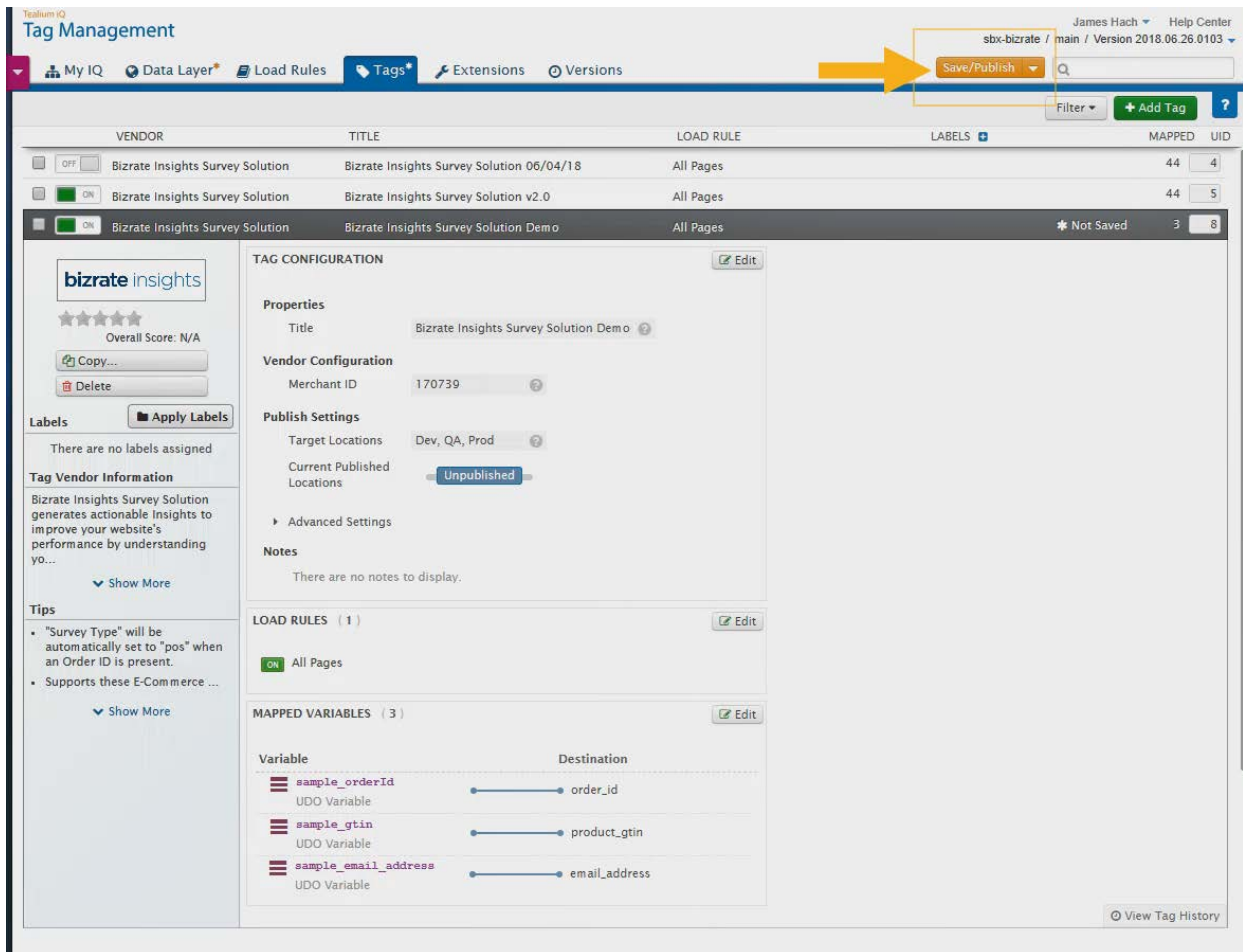 Tealium iQ
Tag Management
James Hach Help Center
sbx-bizrate / main / Version 2018.06.26.0103
My IQ Data Layer* Load Rules Tags* Extensions Versions
Save/Publish
Filter + Add Tag ?
VENDOR TITLE LOAD RULE LABELS MAPPED UID
OFF Bizrate Insights Survey Solution Bizrate Insights Survey Solution 06/04/18 All Pages 44 4
ON Bizrate Insights Survey Solution Bizrate Insights Survey Solution v2.0 All Pages 44 5
ON Bizrate Insights Survey Solution Bizrate Insights Survey Solution Demo All Pages * Not Saved 3 8
bizrate insights
Overall Score: N/A
Copy...
Delete
Labels Apply Labels
There are no labels assigned
Tag Vendor Information
Bizrate Insights Survey Solution
generates actionable Insights to
improve your website's
performance by understanding
yo...
Show More
Tips
• "Survey Type" will be
automatically set to "pos" when
an Order ID is present.
• Supports these E-Commerce ...
Show More
TAG CONFIGURATION Edit
Properties
Title Bizrate Insights Survey Solution Demo ?
Vendor Configuration
Merchant ID 170739 ?
Publish Settings
Target Locations Dev, QA, Prod ?
Current Published
Locations
Unpublished
Advanced Settings
Notes
There are no notes to display.
LOAD RULES (1) Edit
ON All Pages
MAPPED VARIABLES (3) Edit
Variable Destination
sample_orderId order_id
UDO Variable
sample_gtin product_gtin
UDO Variable
sample_email_address email_address
UDO Variable
View Tag History